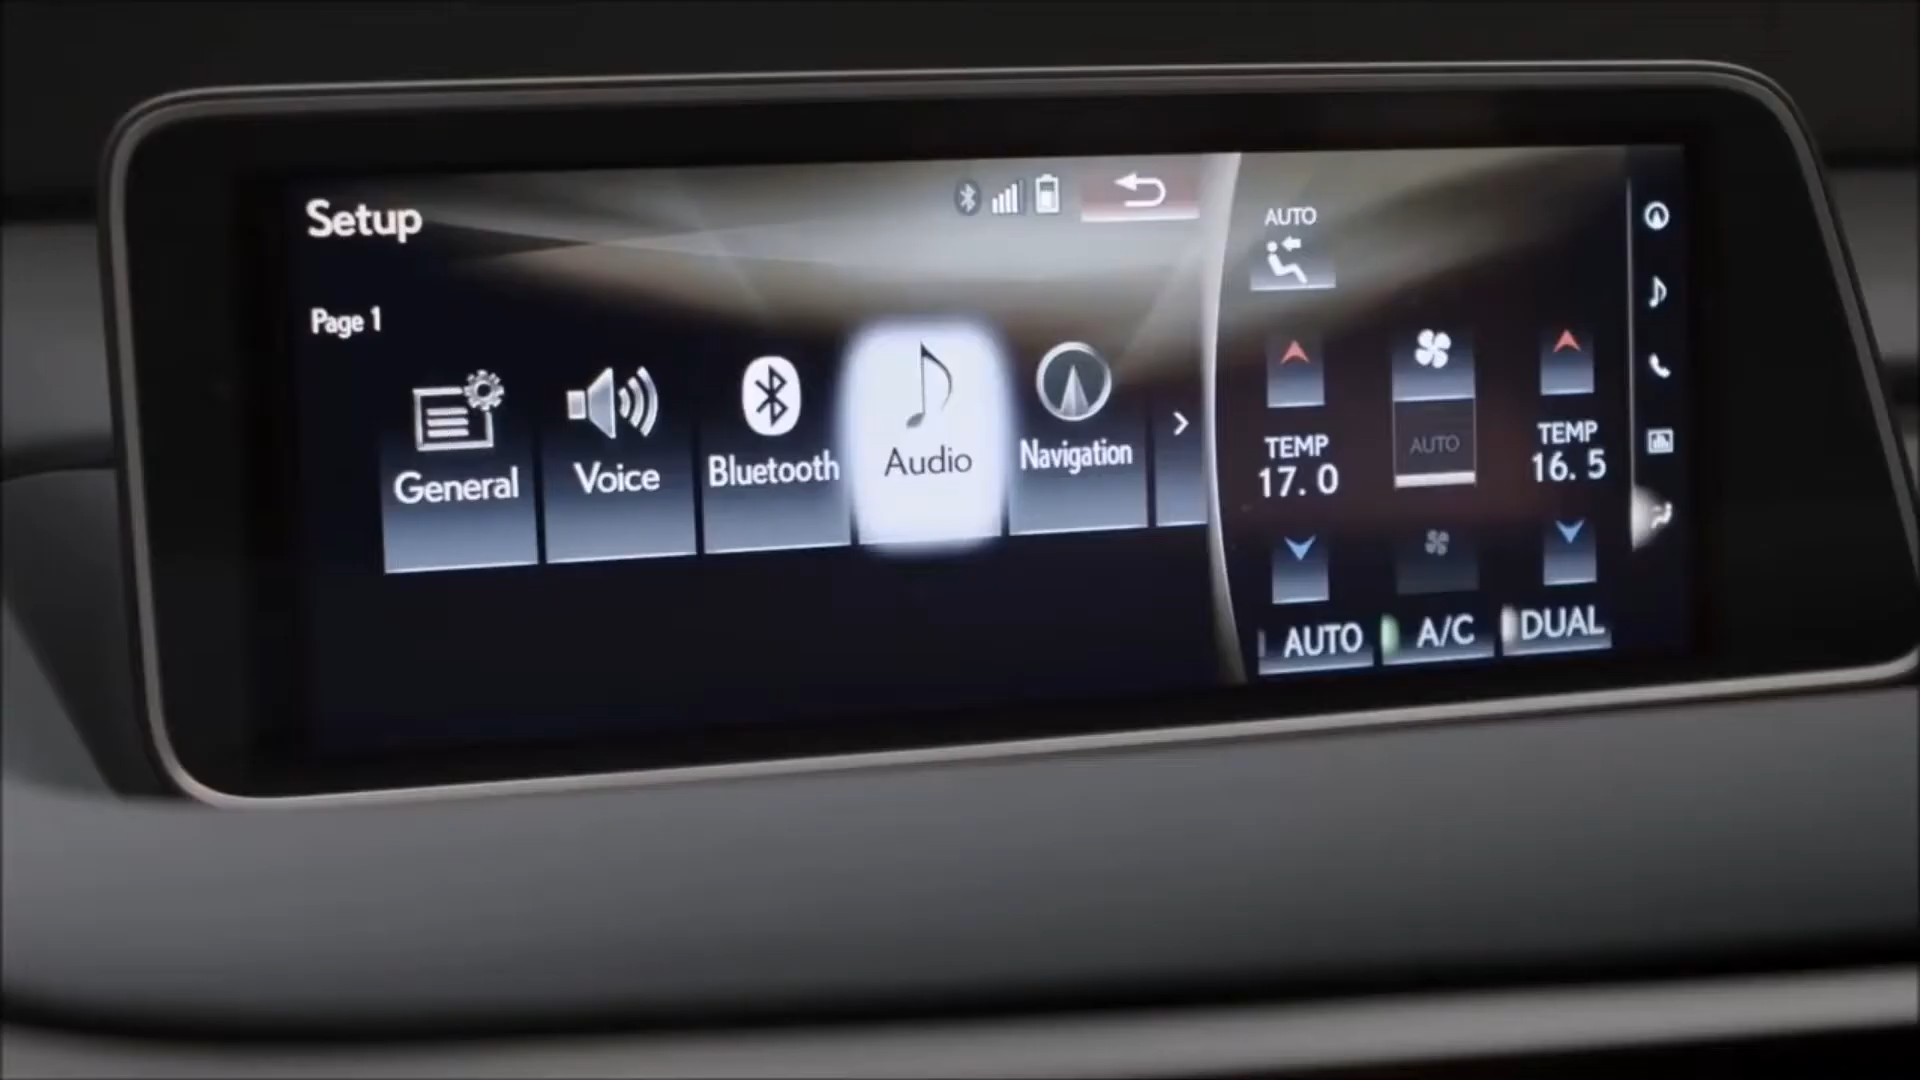 Setup
Page 1
General
Voice
Bluetooth
Audio
Navigation
AUTO
TEMP
17.0
AUTO
TEMP
16.5
AUTO
A/C
DUAL